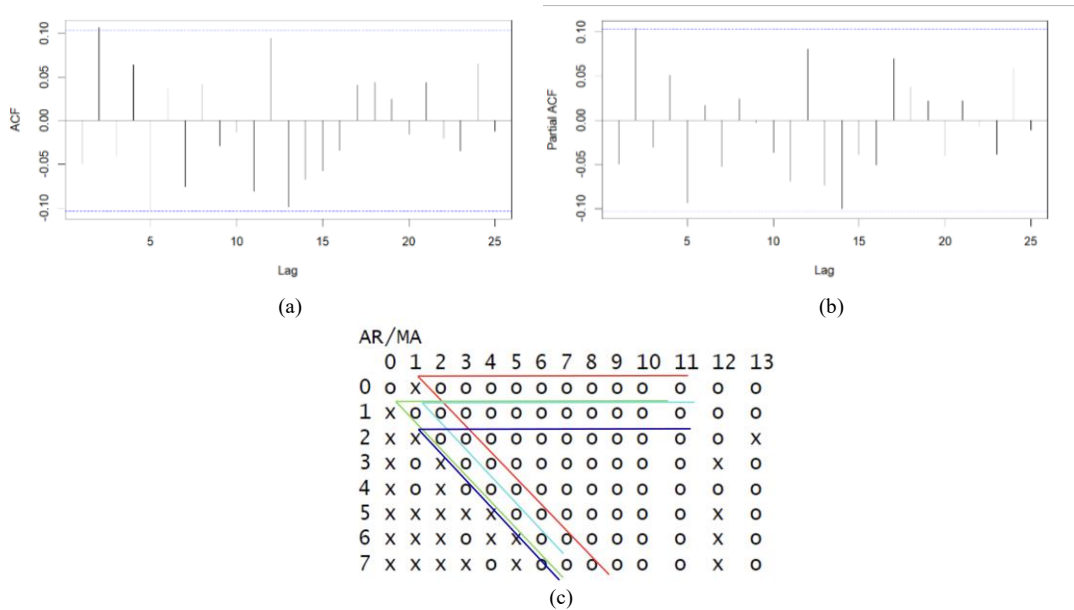 ACF
0.10
0.05
0.00
-0.05
-0.10
5 10 15 20 25
Lag
(a)
Partial ACF
0.10
0.05
0.00
-0.05
-0.10
5 10 15 20 25
Lag
(b)
AR/MA
0 1 2 3 4 5 6 7 8 9 10 11 12 13
0 o x o o o o o o o o o o o o
1 x o o o o o o o o o o o o o
2 x x o o o o o o o o o o o x
3 x o x o o o o o o o o o x o
4 x o x o o o o o o o o o o o
5 x x x x x o o o o o o o x o
6 x x x o x x o o o o o o x o
7 x x x x o x o o o o o o x o
(c)